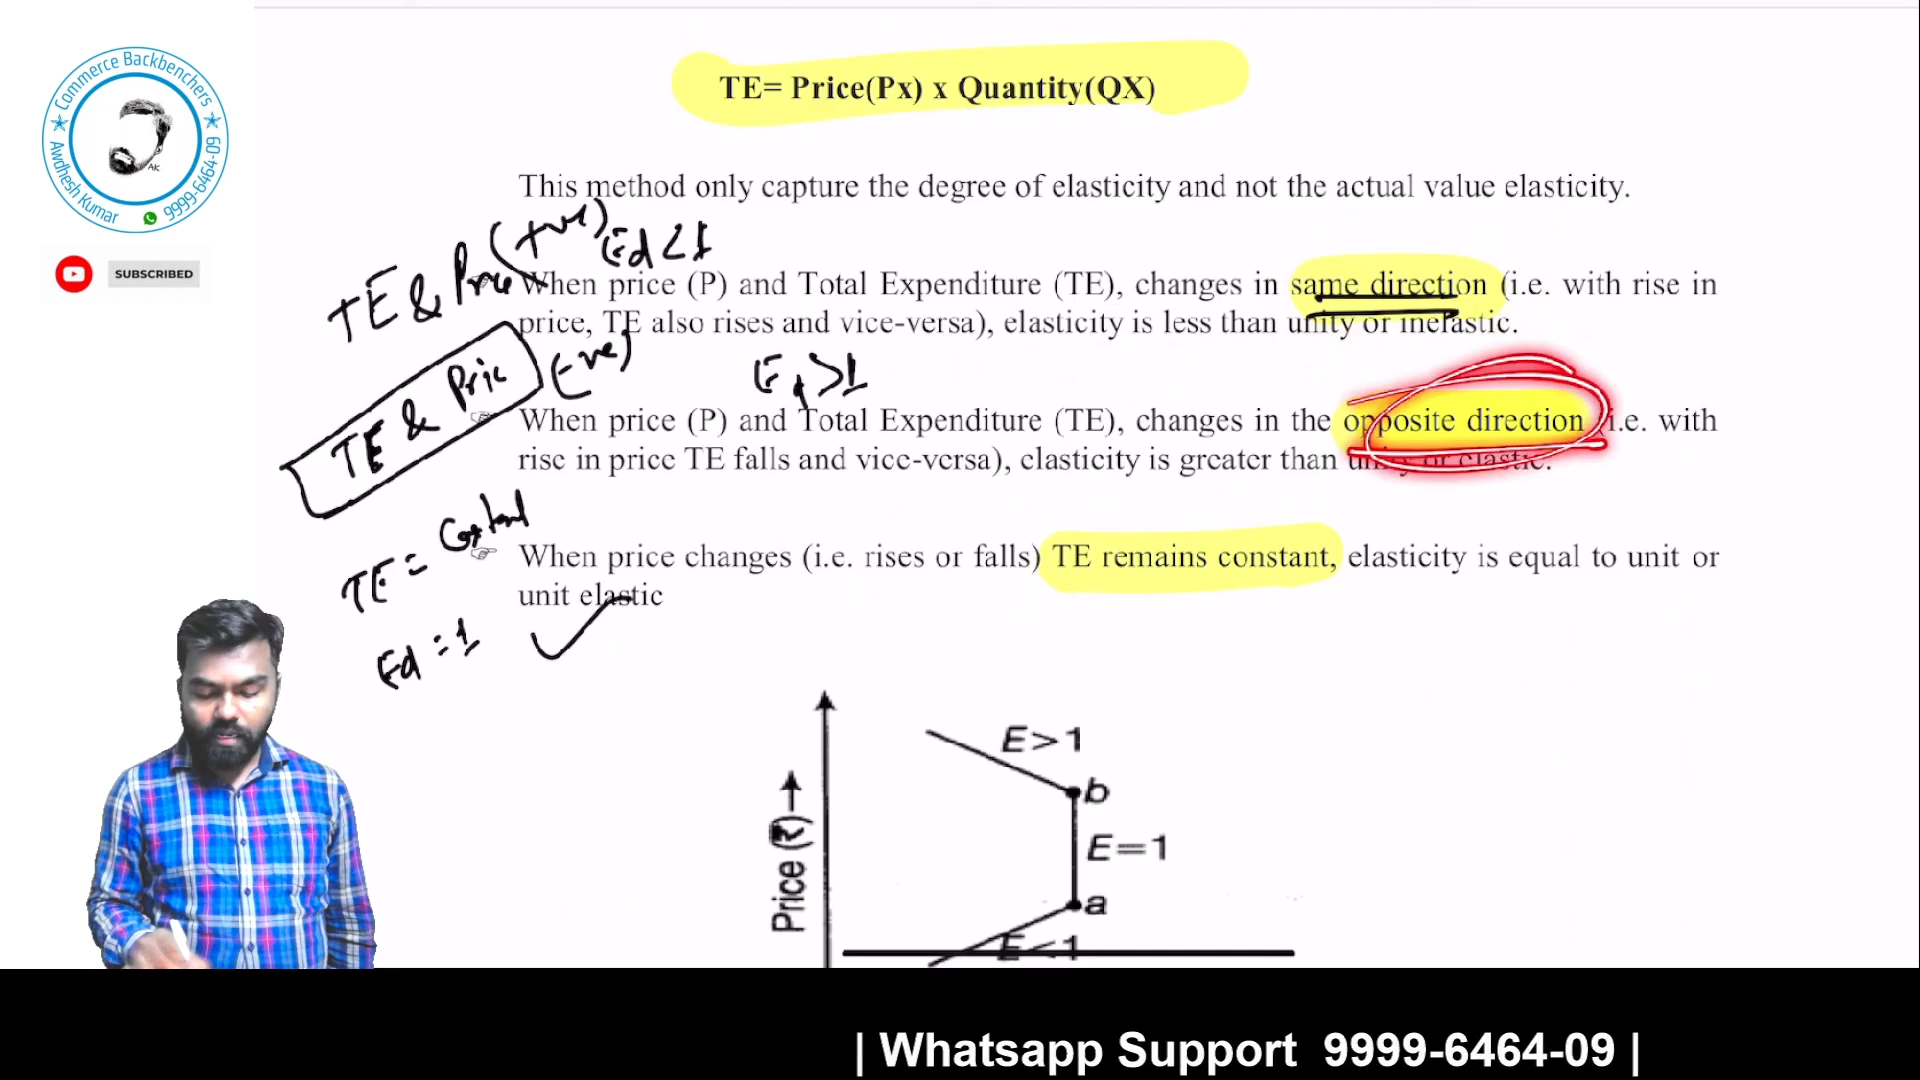 Commerce Backbenchers
AK
Awdhesh Kumar
9999-6464-09
SUBSCRIBED
TE= Price(Px) x Quantity(QX)
This method only capture the degree of elasticity and not the actual value elasticity.
TE & Price (+ve)
Ed < 1
When price (P) and Total Expenditure (TE), changes in same direction (i.e. with rise in
price, TE also rises and vice-versa), elasticity is less than unity or inelastic.
TE & Pric (-ve)
Ed >1
When price (P) and Total Expenditure (TE), changes in the opposite direction (i.e. with
rise in price TE falls and vice-versa), elasticity is greater than unity or elastic.
TE =
When price changes (i.e. rises or falls) TE remains constant, elasticity is equal to unit or
unit elastic
Ed = 1
E>1
b
E=1
a
E<1
Price (₹)→
| Whatsapp Support 9999-6464-09 |